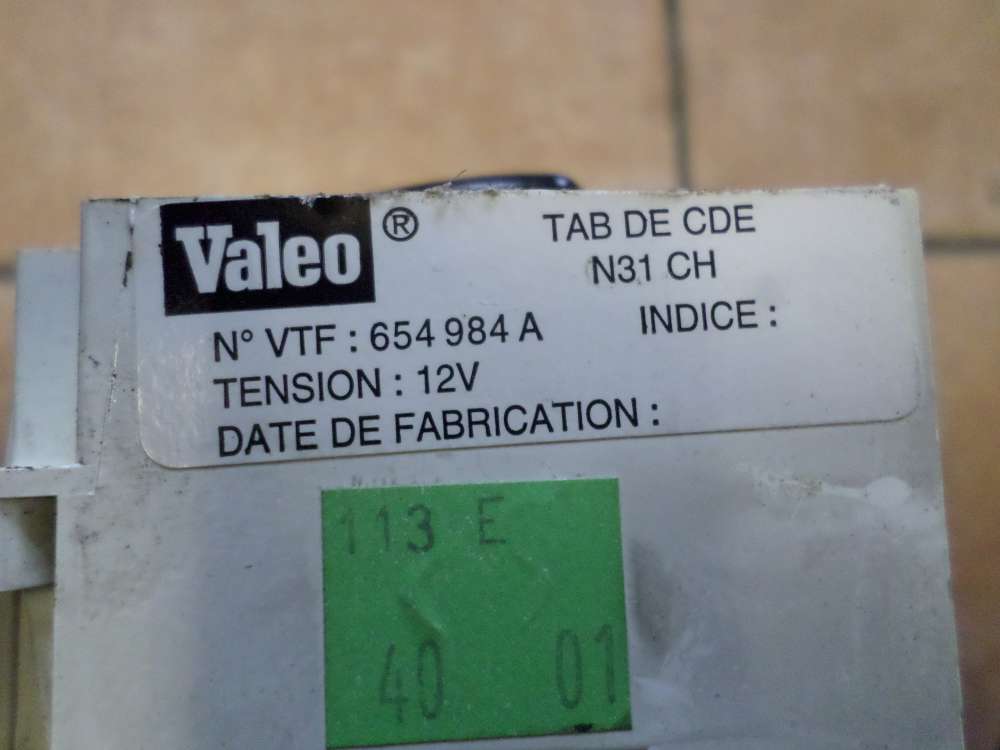 Valeo ®
TAB DE CDE
N31 CH
N° VTF : 654 984 A
INDICE :
TENSION : 12V
DATE DE FABRICATION :
113 E
40 01